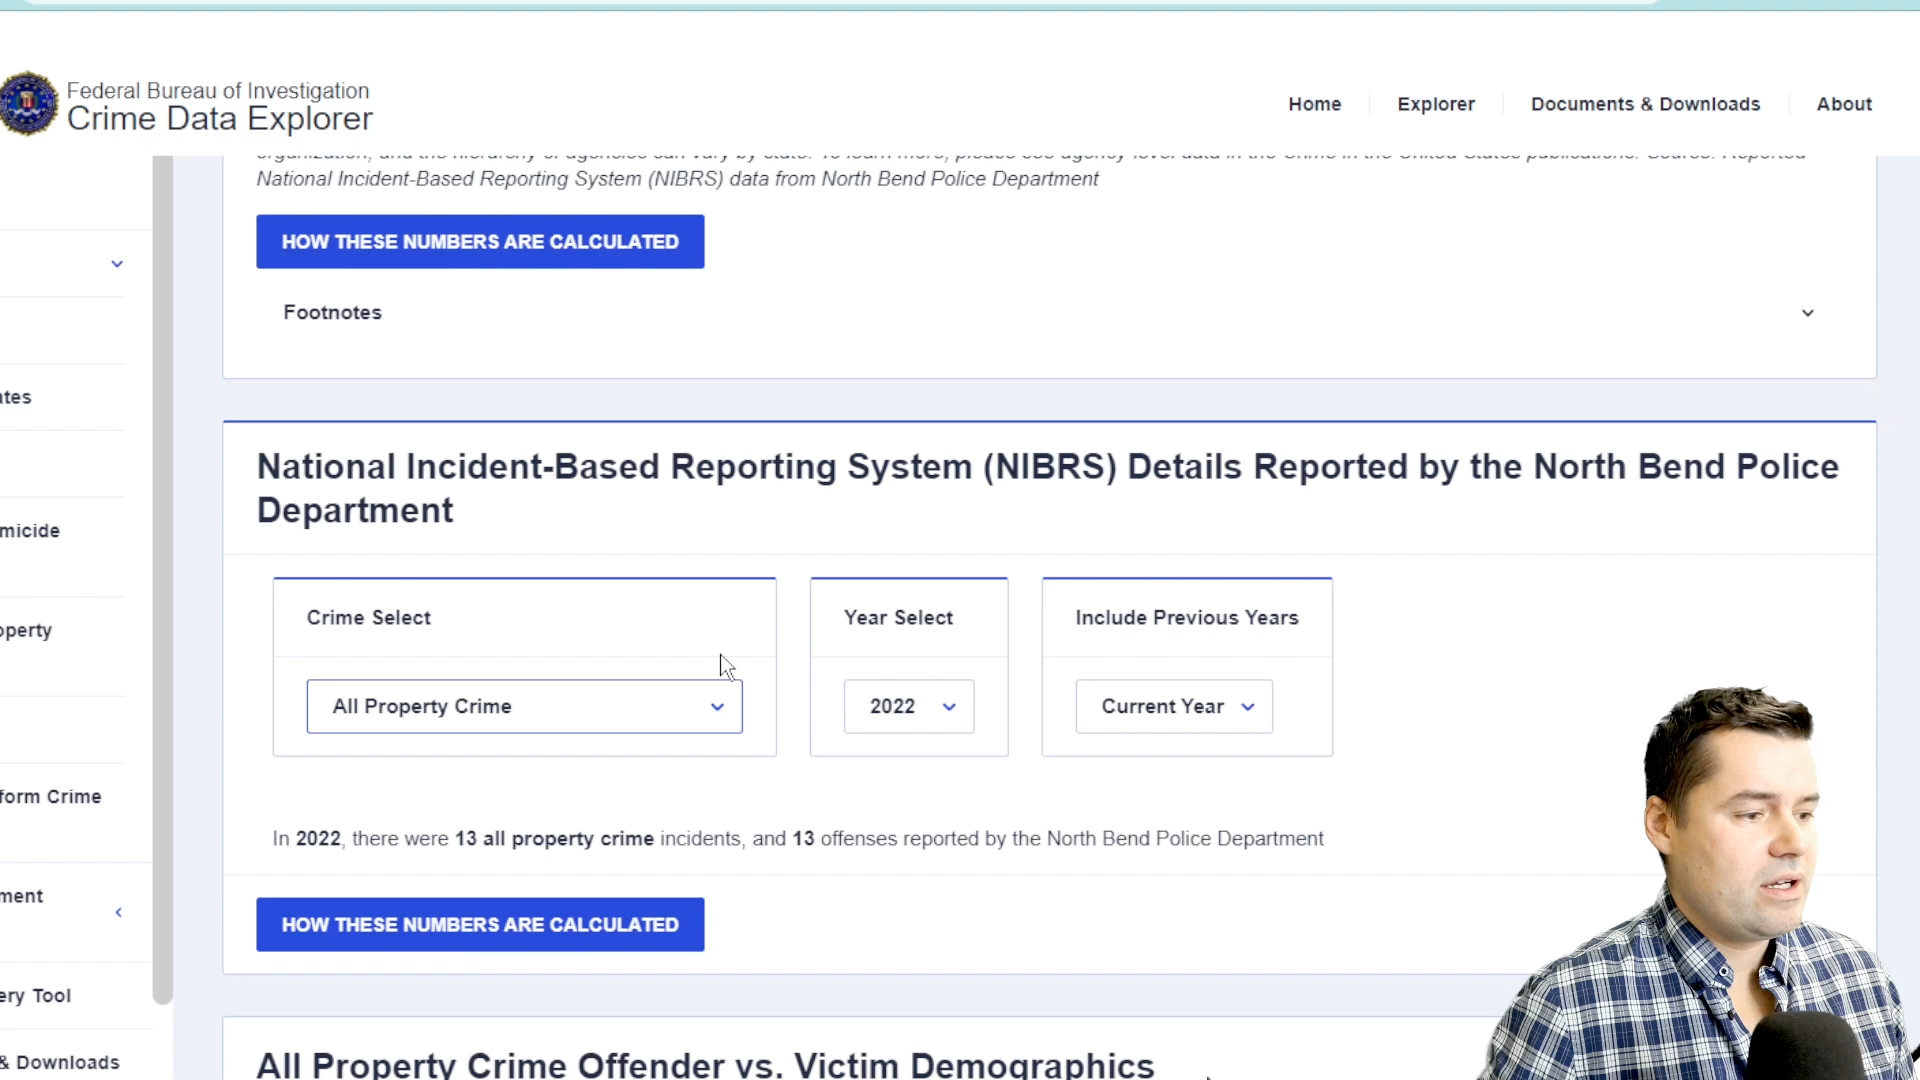 Federal Bureau of Investigation
Crime Data Explorer
Home
Explorer
Documents & Downloads
About
National Incident-Based Reporting System (NIBRS) data from North Bend Police Department
HOW THESE NUMBERS ARE CALCULATED
Footnotes
National Incident-Based Reporting System (NIBRS) Details Reported by the North Bend Police
Department
Crime Select
All Property Crime
Year Select
2022
Include Previous Years
Current Year
In 2022, there were 13 all property crime incidents, and 13 offenses reported by the North Bend Police Department
HOW THESE NUMBERS ARE CALCULATED
All Property Crime Offender vs. Victim Demographics
ates
micide
operty
form Crime
ment
ery Tool
& Downloads